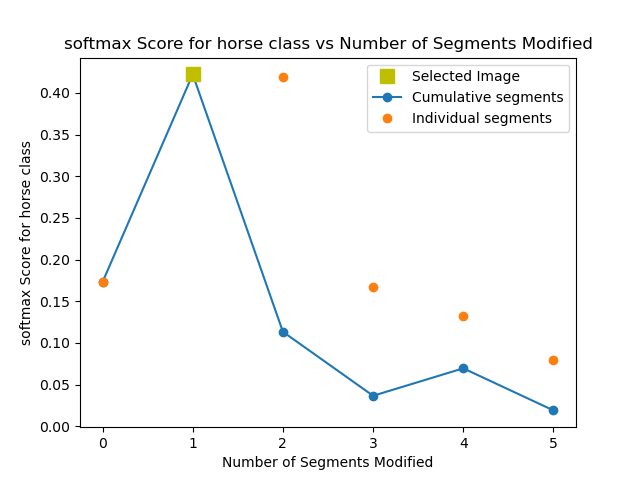 softmax Score for horse class vs Number of Segments Modified
Selected Image
Cumulative segments
Individual segments
softmax Score for horse class
0.40
0.35
0.30
0.25
0.20
0.15
0.10
0.05
0.00
0 1 2 3 4 5
Number of Segments Modified